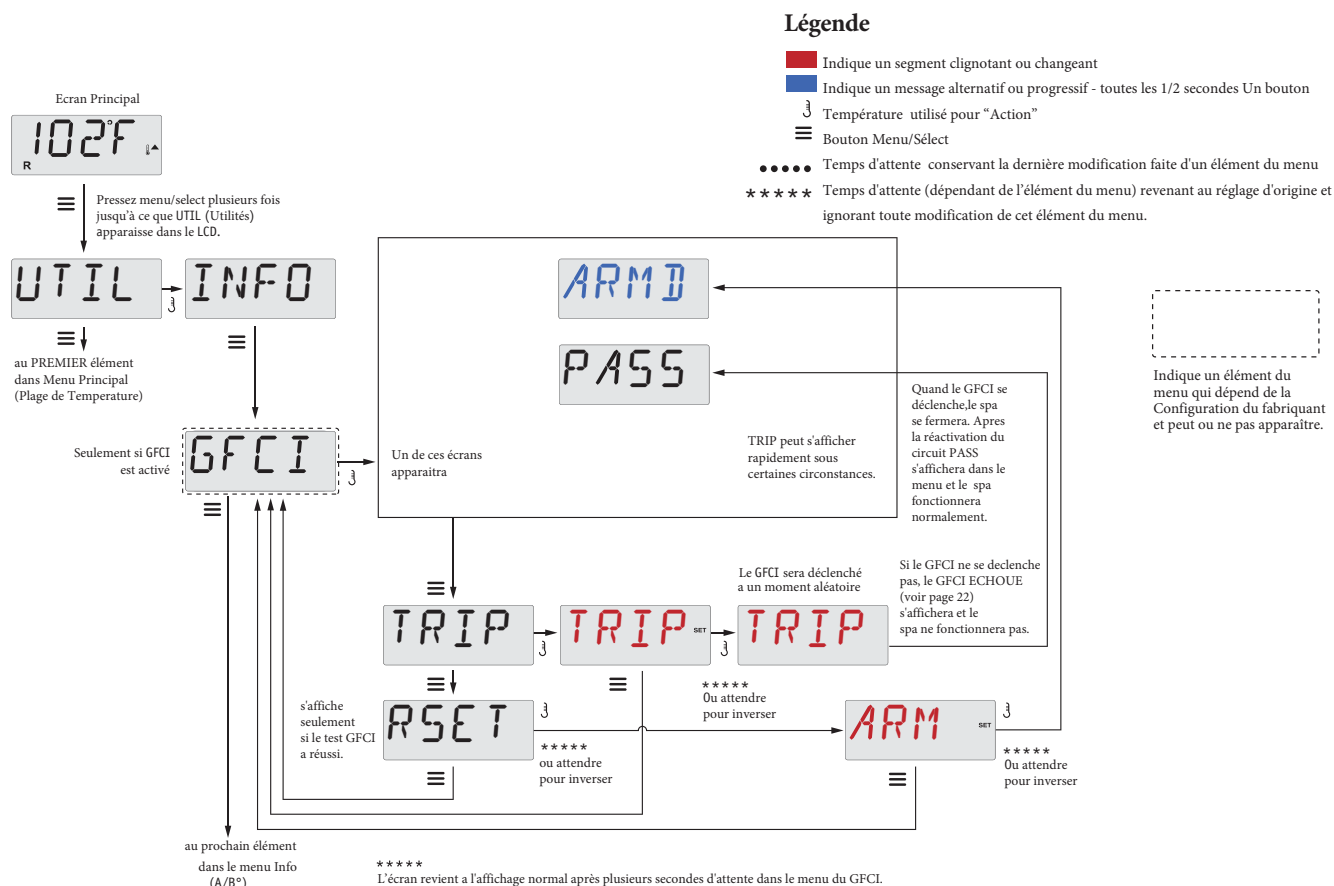 Légende
Indique un segment clignotant ou changeant
Indique un message alternatif ou progressif - toutes les 1/2 secondes Un bouton
Température utilisé pour “Action”
Bouton Menu/Sélect
••••• Temps d'attente conservant la dernière modification faite d'un élément du menu
***** Temps d'attente (dépendant de l’élément du menu) revenant au réglage d'origine et
ignorant toute modification de cet élément du menu.
Ecran Principal
102°F
R
Pressez menu/select plusieurs fois
jusqu'à ce que UTIL (Utilités)
apparaisse dans le LCD.
UTIL
INFO
au PREMIER élément
dans Menu Principal
(Plage de Temperature)
Seulement si GFCI
est activé
GFCI
Un de ces écrans
apparaitra
ARMD
PASS
TRIP peut s'afficher
rapidement sous
certaines circonstances.
Quand le GFCI se
déclenche,le spa
se fermera. Apres
la réactivation du
circuit PASS
s'affichera dans le
menu et le spa
fonctionnera
normalement.
Indique un élément du
menu qui dépend de la
Configuration du fabriquant
et peut ou ne pas apparaître.
Le GFCI sera déclenché
a un moment aléatoire
Si le GFCI ne se declenche
pas, le GFCI ECHOUE
(voir page 22)
s'affichera et le
spa ne fonctionnera pas.
TRIP
TRIP SET
TRIP
*****
Ou attendre
pour inverser
s'affiche
seulement
si le test GFCI
a réussi.
RSET
*****
ou attendre
pour inverser
ARM SET
*****
Ou attendre
pour inverser
au prochain élément
dans le menu Info
(A/B°)
*****
L'écran revient a l'affichage normal après plusieurs secondes d'attente dans le menu du GFCI.